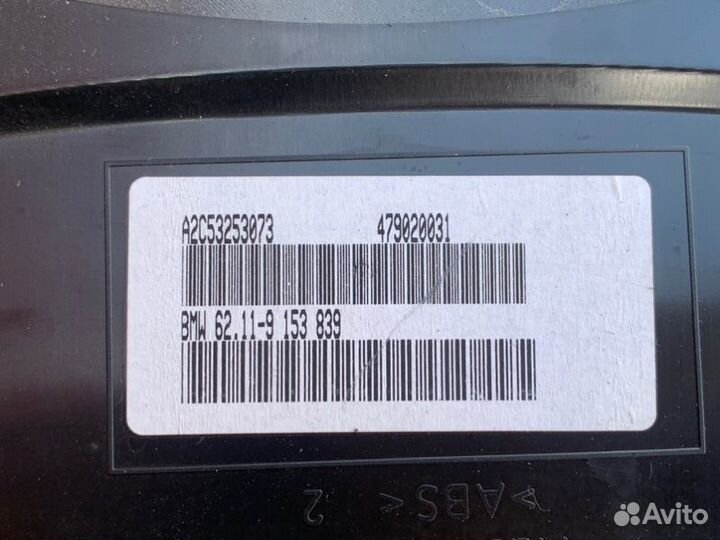 A2C53253073 479020031
BMW 62.11-9 153 839
>ABS< 2
Avito